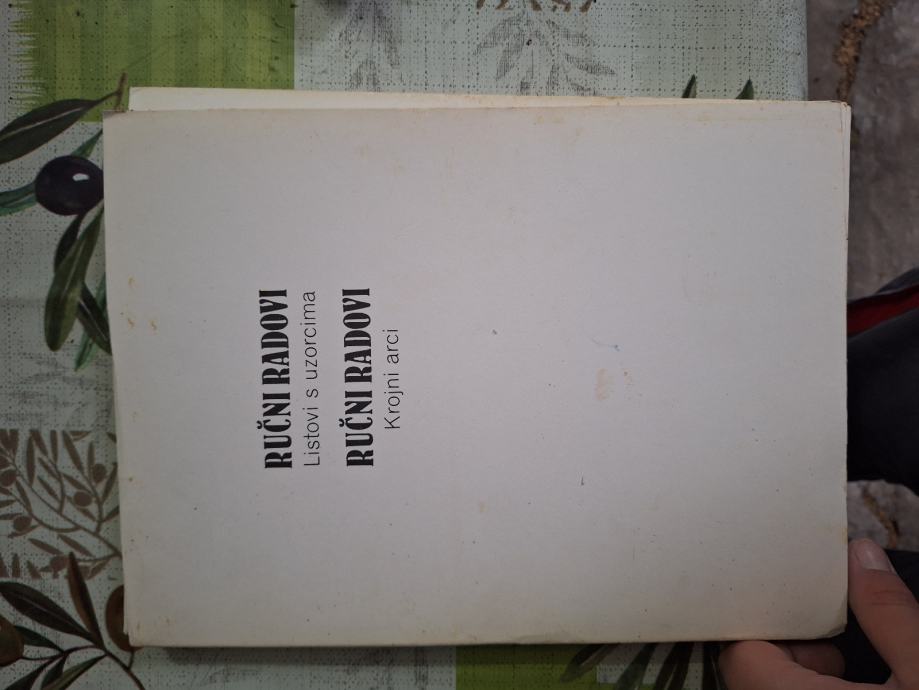 RUČNI RADOVI
Listovi s uzorcima
RUČNI RADOVI
Krojni arci